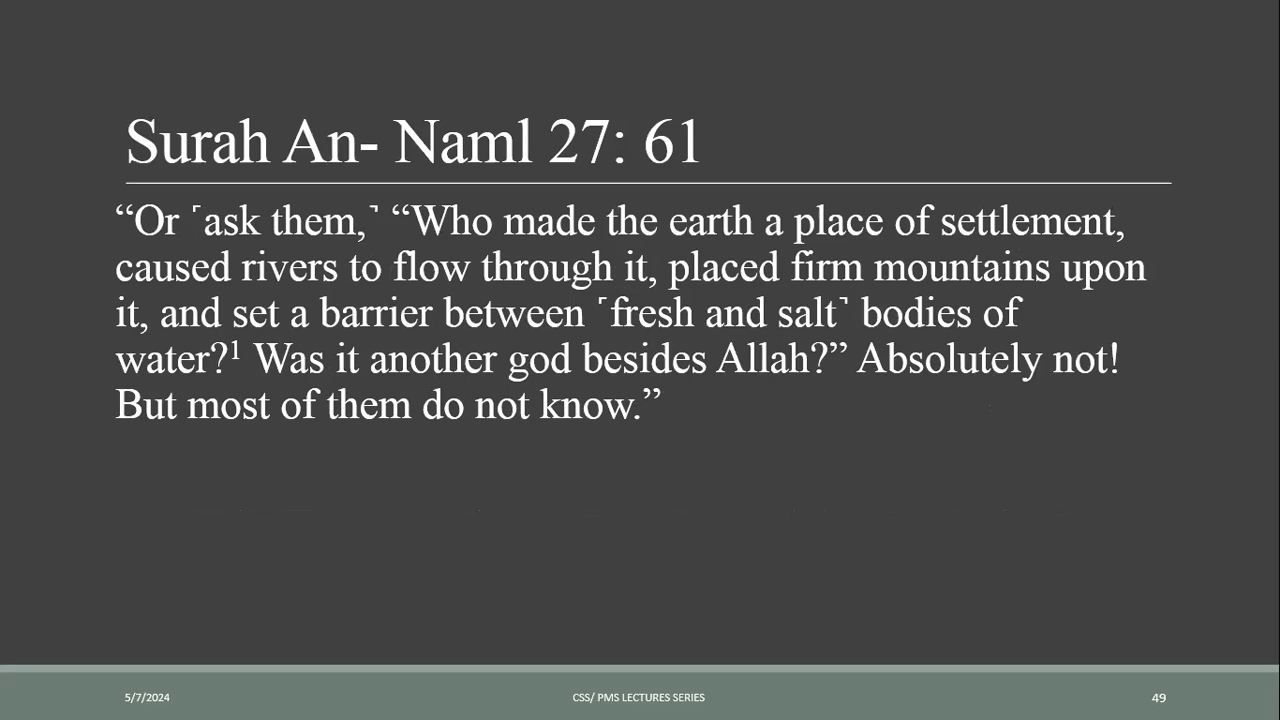 Surah An- Naml 27: 61
“Or ˹ask them,˺ “Who made the earth a place of settlement,
caused rivers to flow through it, placed firm mountains upon
it, and set a barrier between ˹fresh and salt˺ bodies of
water?¹ Was it another god besides Allah?” Absolutely not!
But most of them do not know.”
5/7/2024
CSS/ PMS LECTURES SERIES
49